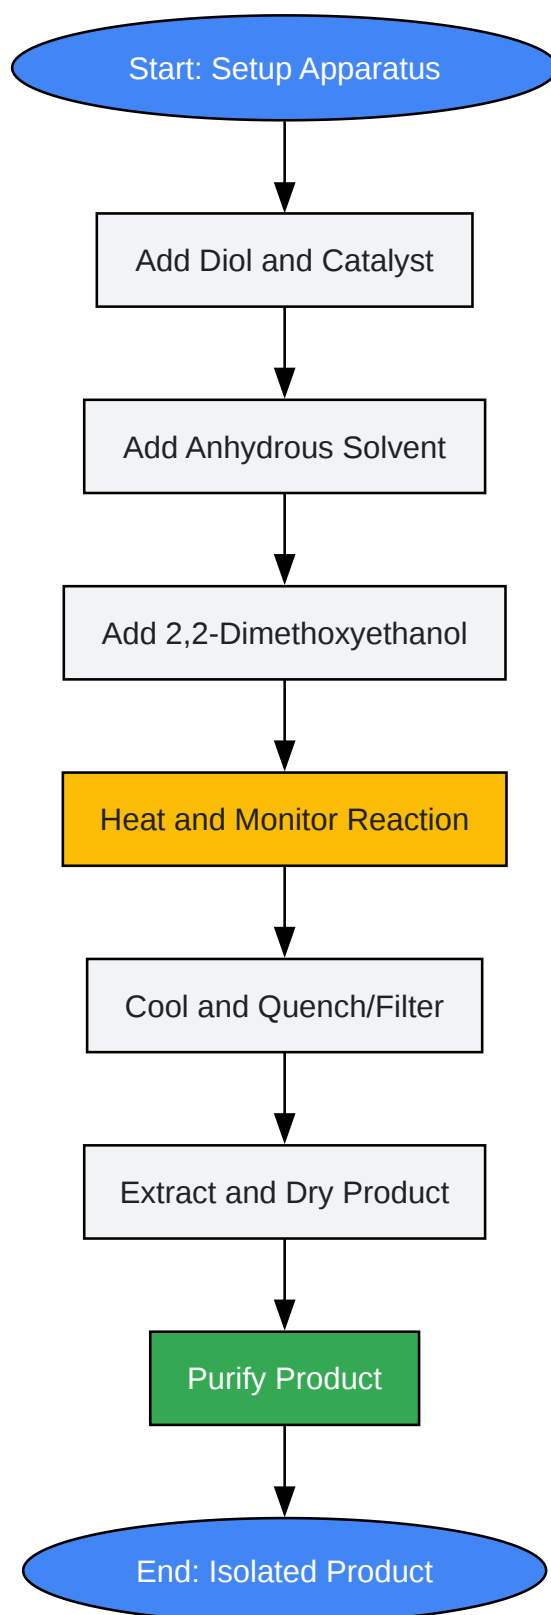 Start: Setup Apparatus
Add Diol and Catalyst
Add Anhydrous Solvent
Add 2,2-Dimethoxyethanol
Heat and Monitor Reaction
Cool and Quench/Filter
Extract and Dry Product
Purify Product
End: Isolated Product